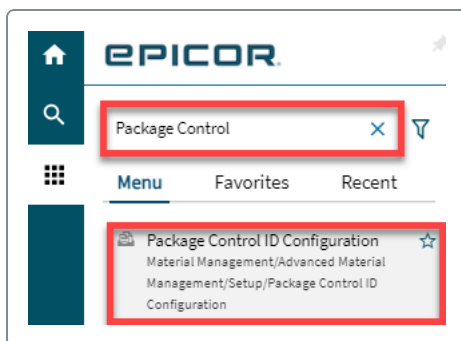 EPICOR
Package Control
Menu Favorites Recent
Package Control ID Configuration
Material Management/Advanced Material
Management/Setup/Package Control ID
Configuration